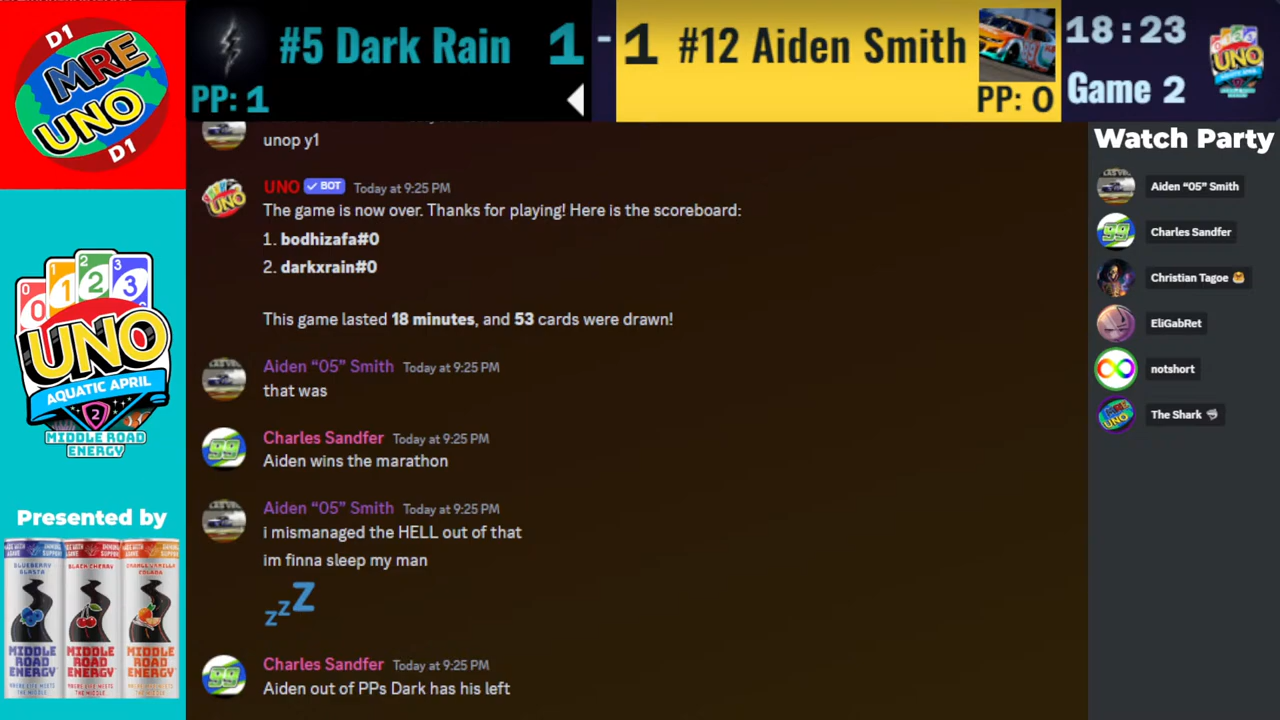 D1
MRE
UNO
D1
#5 Dark Rain
1
-
1
#12 Aiden Smith
PP: 1
PP: 0
18 : 23
Game 2
Watch Party
Aiden “05” Smith
Charles Sandfer
Christian Tagoe
EliGabRet
notshort
The Shark
unop y1
UNO
BOT
Today at 9:25 PM
The game is now over. Thanks for playing! Here is the scoreboard:
1. bodhizafa#0
2. darkxrain#0
This game lasted 18 minutes, and 53 cards were drawn!
Aiden “05” Smith Today at 9:25 PM
that was
Charles Sandfer Today at 9:25 PM
Aiden wins the marathon
Aiden “05” Smith Today at 9:25 PM
i mismanaged the HELL out of that
im finna sleep my man
zzZ
Charles Sandfer Today at 9:25 PM
Aiden out of PPs Dark has his left
0 1 2 3
UNO
AQUATIC APRIL
2
MIDDLE ROAD
ENERGY
Presented by
BLUEBERRY
BLACK CHERRY
MIDDLE
ROAD
ENERGY
MIDDLE
ROAD
ENERGY
MIDDLE
ROAD
ENERGY